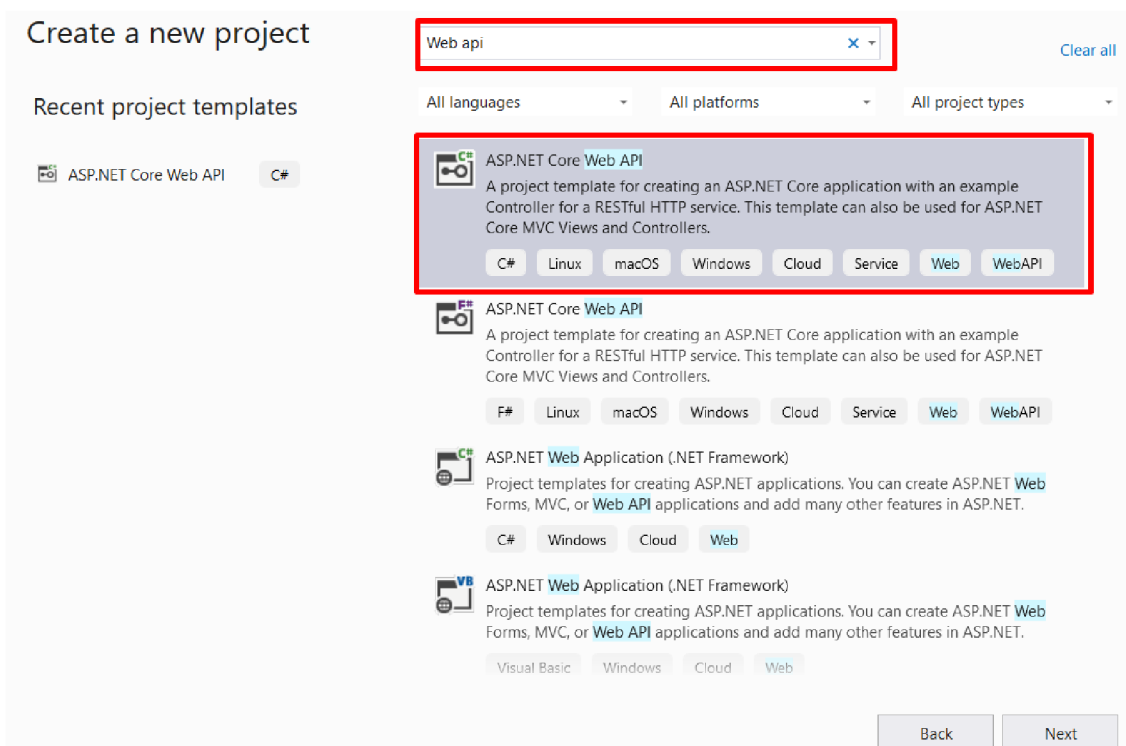 Create a new project
Web api
Clear all
Recent project templates
All languages
All platforms
All project types
ASP.NET Core Web API
C#
C#
ASP.NET Core Web API
A project template for creating an ASP.NET Core application with an example
Controller for a RESTful HTTP service. This template can also be used for ASP.NET
Core MVC Views and Controllers.
C# Linux macOS Windows Cloud Service Web WebAPI
F#
ASP.NET Core Web API
A project template for creating an ASP.NET Core application with an example
Controller for a RESTful HTTP service. This template can also be used for ASP.NET
Core MVC Views and Controllers.
F# Linux macOS Windows Cloud Service Web WebAPI
C#
ASP.NET Web Application (.NET Framework)
Project templates for creating ASP.NET applications. You can create ASP.NET Web
Forms, MVC, or Web API applications and add many other features in ASP.NET.
C# Windows Cloud Web
VB
ASP.NET Web Application (.NET Framework)
Project templates for creating ASP.NET applications. You can create ASP.NET Web
Forms, MVC, or Web API applications and add many other features in ASP.NET.
Visual Basic Windows Cloud Web
Back
Next